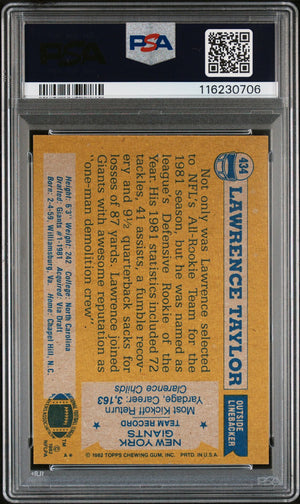 PSA
PSA
116230706
434
LAWRENCE TAYLOR
OUTSIDE
LINEBACKER
Not only was Lawrence selected
to NFL's All-Rookie Team for the
1981 season, but he was named as
league's Defensive Rookie of the
Year. His 1981 statistics included 72
tackles, 41 assists, 1 fumble recov-
ery and 9½ quarterback sacks for
losses of 87 yards. Lawrence joined
Giants with awesome reputation as
"one-man demolition crew".
NEW YORK
GIANTS
TEAM RECORD
Most Kickoff Return
Yardage, Career: 3,163
Clarence Childs
Height: 6'3" Weight: 242 College: North Carolina
Drafted: Giants #1-1981 Acquired: Via Draft
Born: 2-4-59, Williamsburg, Va. Home: Chapel Hill, N.C.
© 1982 TOPPS CHEWING GUM, INC. PRTD. IN U.S.A.